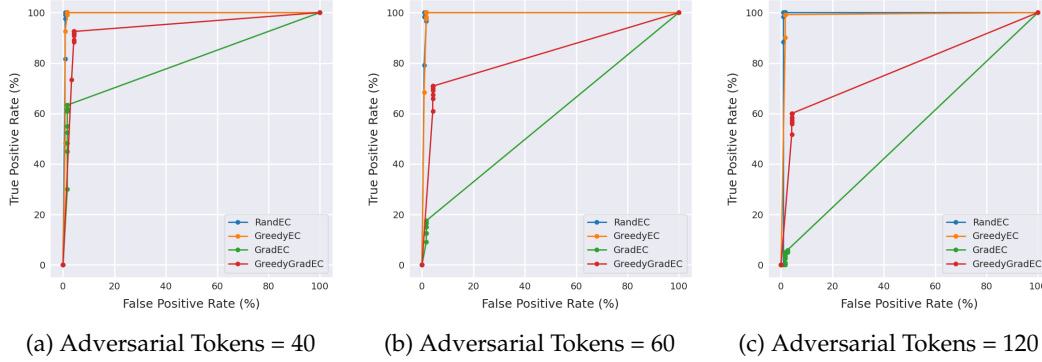 100
80
60
40
20
0
True Positive Rate (%)
0 20 40 60 80 100
False Positive Rate (%)
RandEC
GreedyEC
GradEC
GreedyGradEC
(a) Adversarial Tokens = 40
100
80
60
40
20
0
True Positive Rate (%)
0 20 40 60 80 100
False Positive Rate (%)
RandEC
GreedyEC
GradEC
GreedyGradEC
(b) Adversarial Tokens = 60
100
80
60
40
20
0
True Positive Rate (%)
0 20 40 60 80 100
False Positive Rate (%)
RandEC
GreedyEC
GradEC
GreedyGradEC
(c) Adversarial Tokens = 120